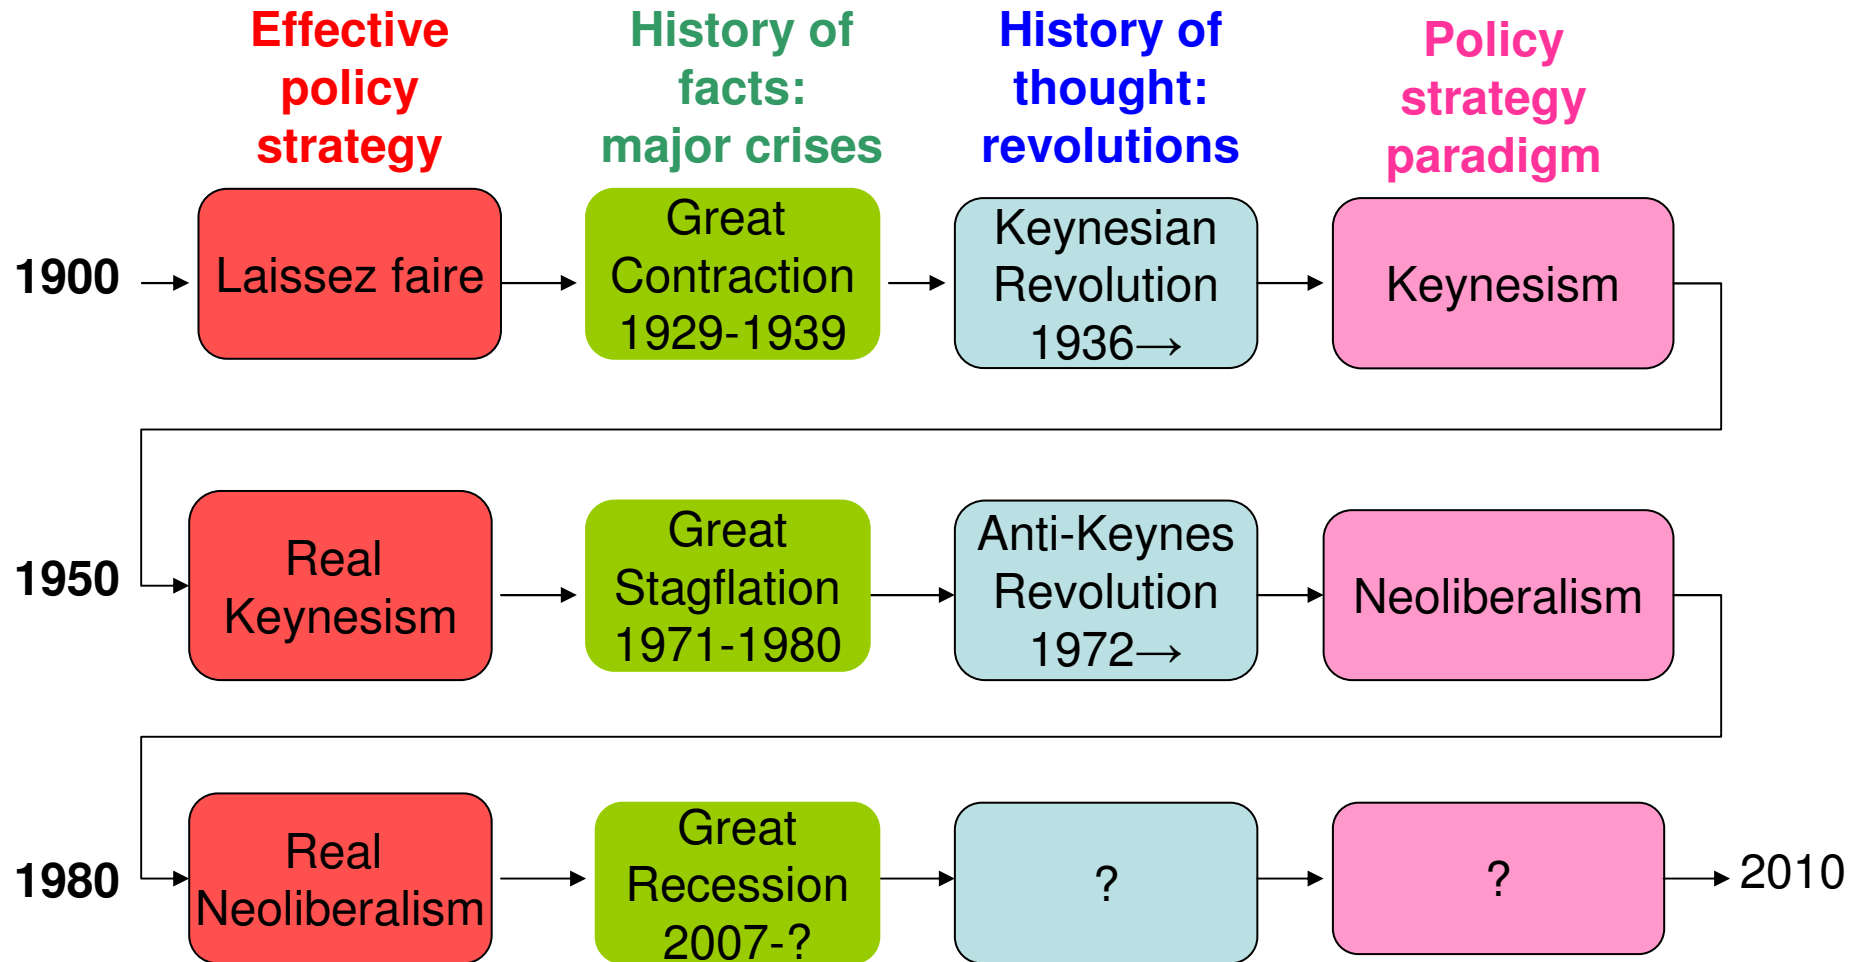 Effective
policy
strategy
History of
facts:
major crises
History of
thought:
revolutions
Policy
strategy
paradigm
1900
Laissez faire
Great
Contraction
1929-1939
Keynesian
Revolution
1936→
Keynesism
1950
Real
Keynesism
Great
Stagflation
1971-1980
Anti-Keynes
Revolution
1972→
Neoliberalism
1980
Real
Neoliberalism
Great
Recession
2007-?
?
?
2010